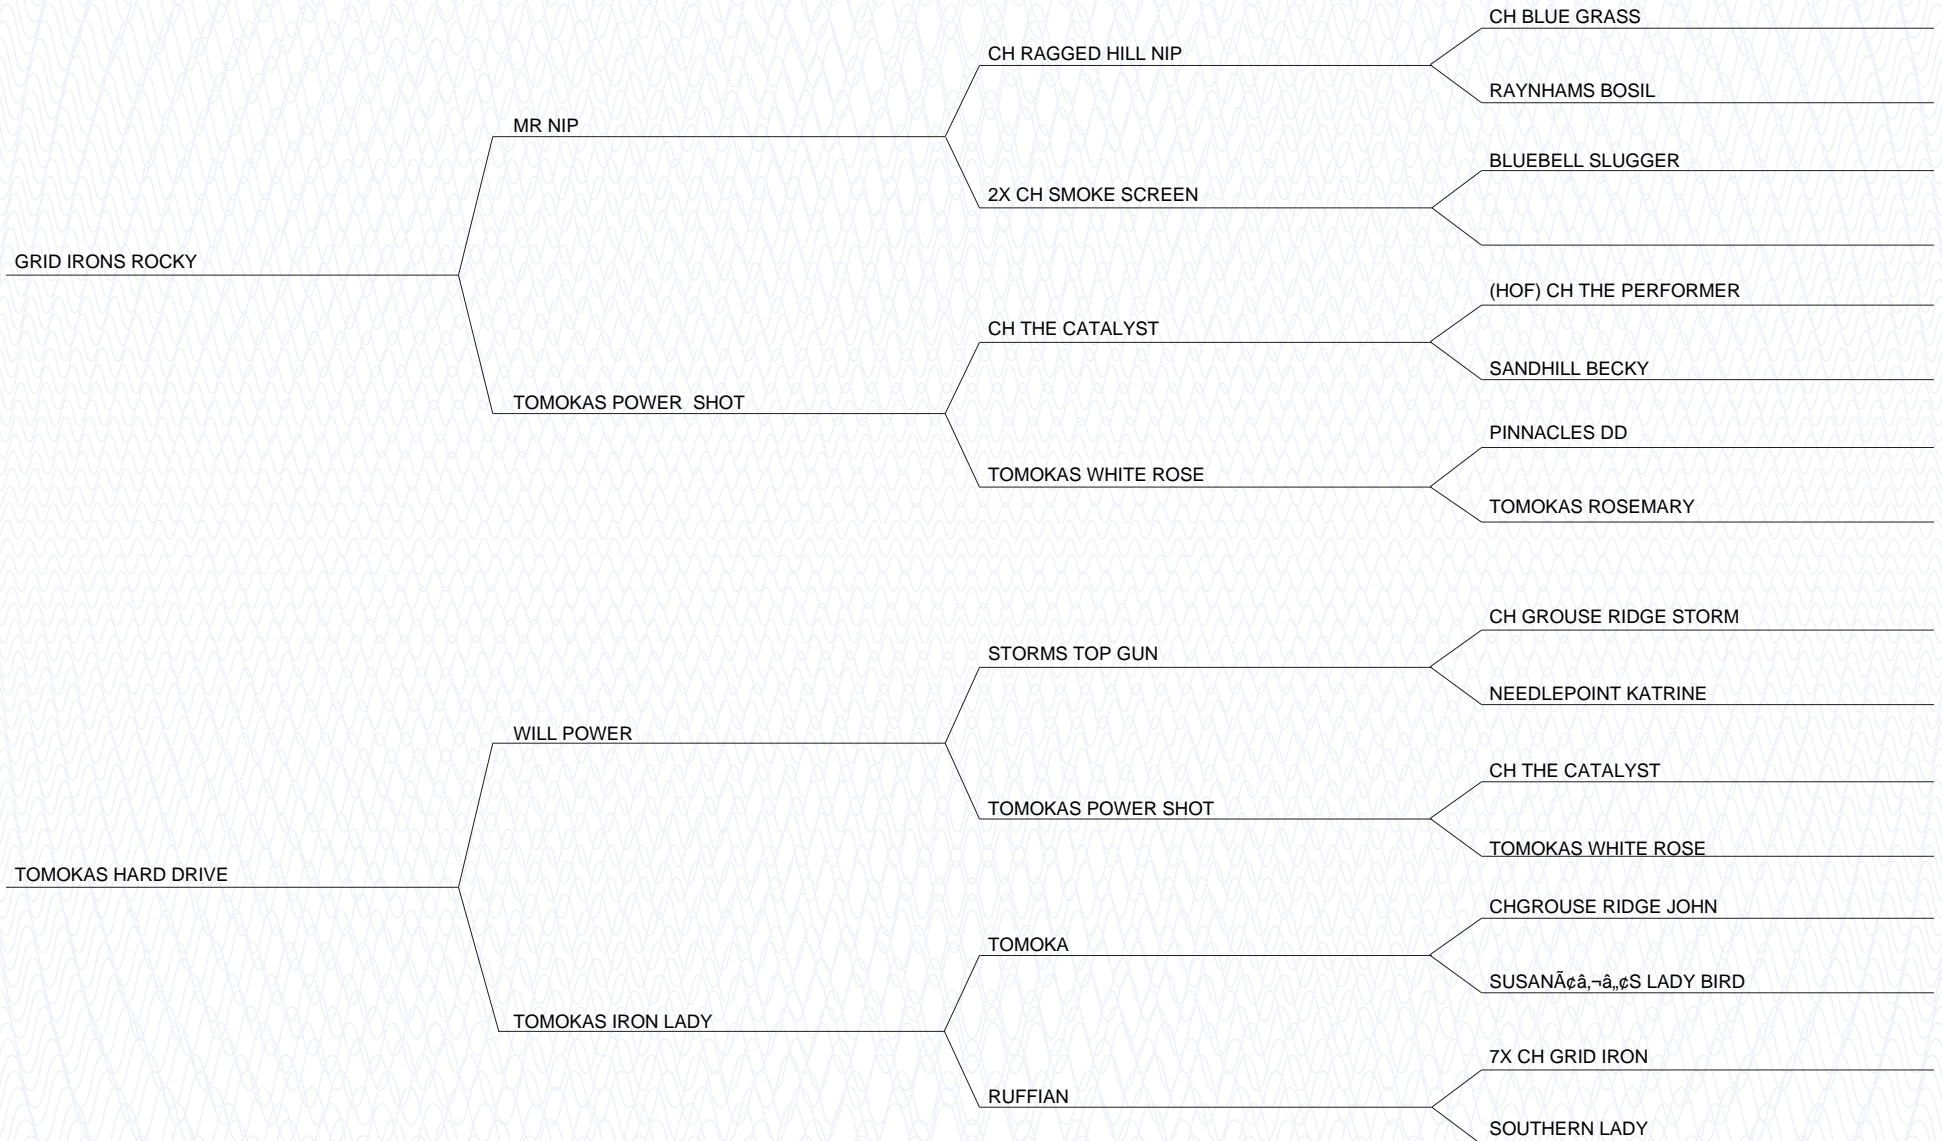 CH BLUE GRASS
CH RAGGED HILL NIP
RAYNHAMS BOSIL
MR NIP
BLUEBELL SLUGGER
2X CH SMOKE SCREEN
GRID IRONS ROCKY
(HOF) CH THE PERFORMER
CH THE CATALYST
SANDHILL BECKY
TOMOKAS POWER  SHOT
PINNACLES DD
TOMOKAS WHITE ROSE
TOMOKAS ROSEMARY
CH GROUSE RIDGE STORM
STORMS TOP GUN
NEEDLEPOINT KATRINE
WILL POWER
CH THE CATALYST
TOMOKAS POWER SHOT
TOMOKAS WHITE ROSE
TOMOKAS HARD DRIVE
CHGROUSE RIDGE JOHN
TOMOKA
SUSANÃ¢â‚¬â„¢S LADY BIRD
TOMOKAS IRON LADY
7X CH GRID IRON
RUFFIAN
SOUTHERN LADY